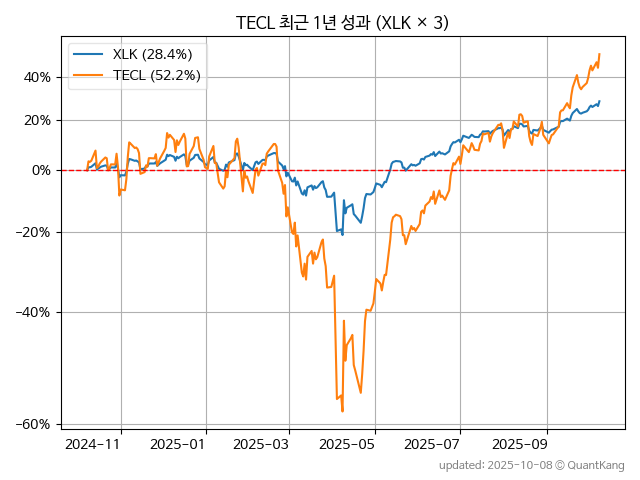 TECL 최근 1년 성과 (XLK × 3)
XLK (28.4%)
TECL (52.2%)
40%
20%
0%
−20%
−40%
−60%
2024-11 2025-01 2025-03 2025-05 2025-07 2025-09
updated: 2025-10-08 © QuantKang